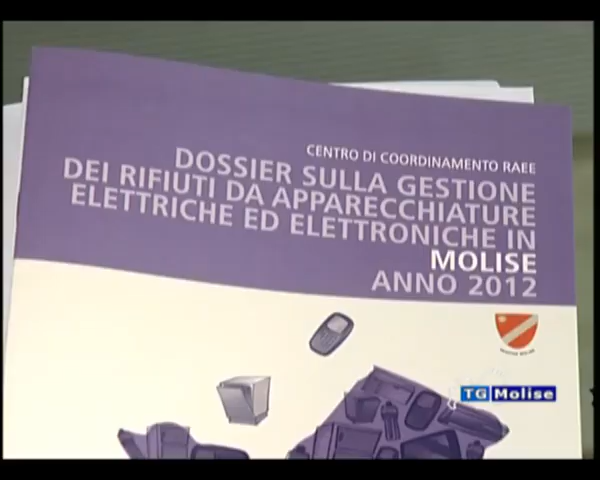 CENTRO DI COORDINAMENTO RAEE
DOSSIER SULLA GESTIONE
DEI RIFIUTI DA APPARECCHIATURE
ELETTRICHE ED ELETTRONICHE IN
MOLISE
ANNO 2012
TG Molise